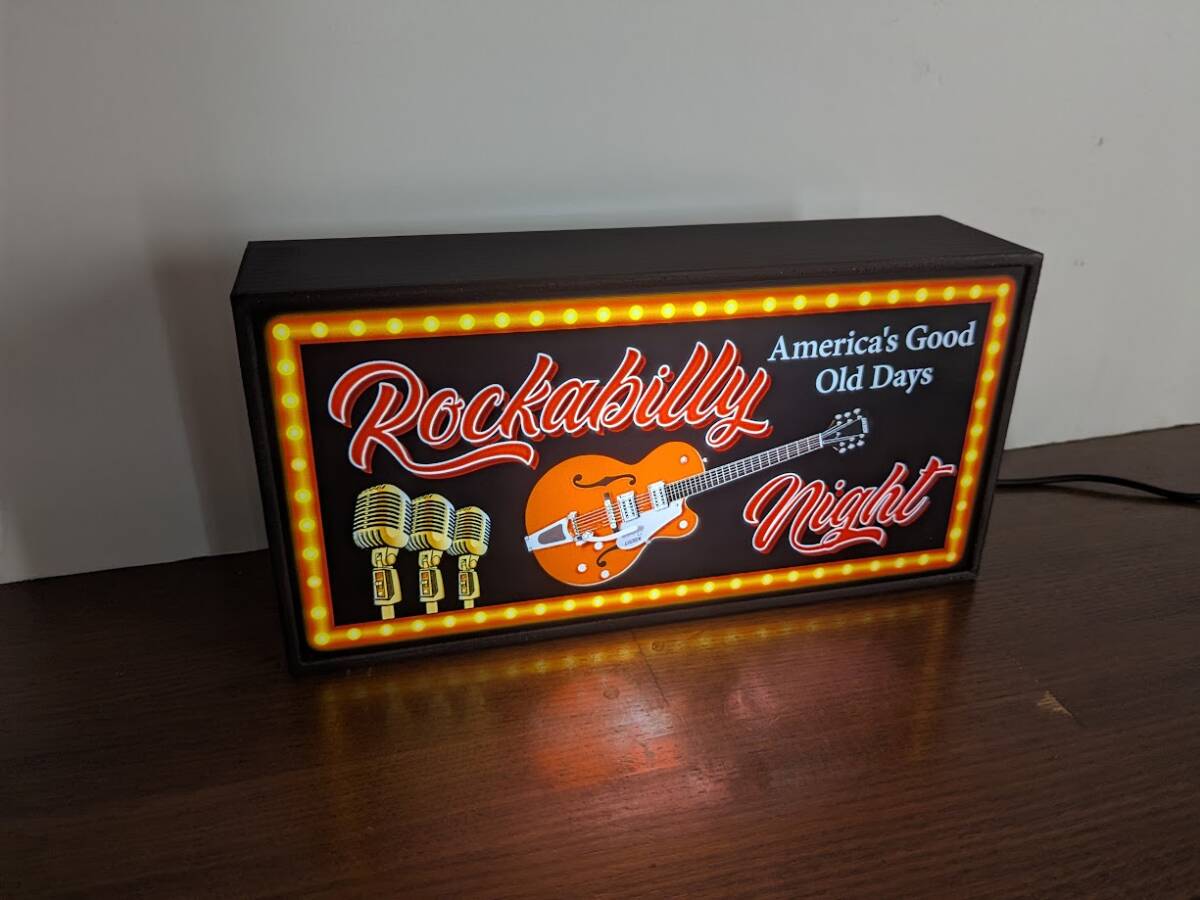 Rockabilly
America's Good
Old Days
Night